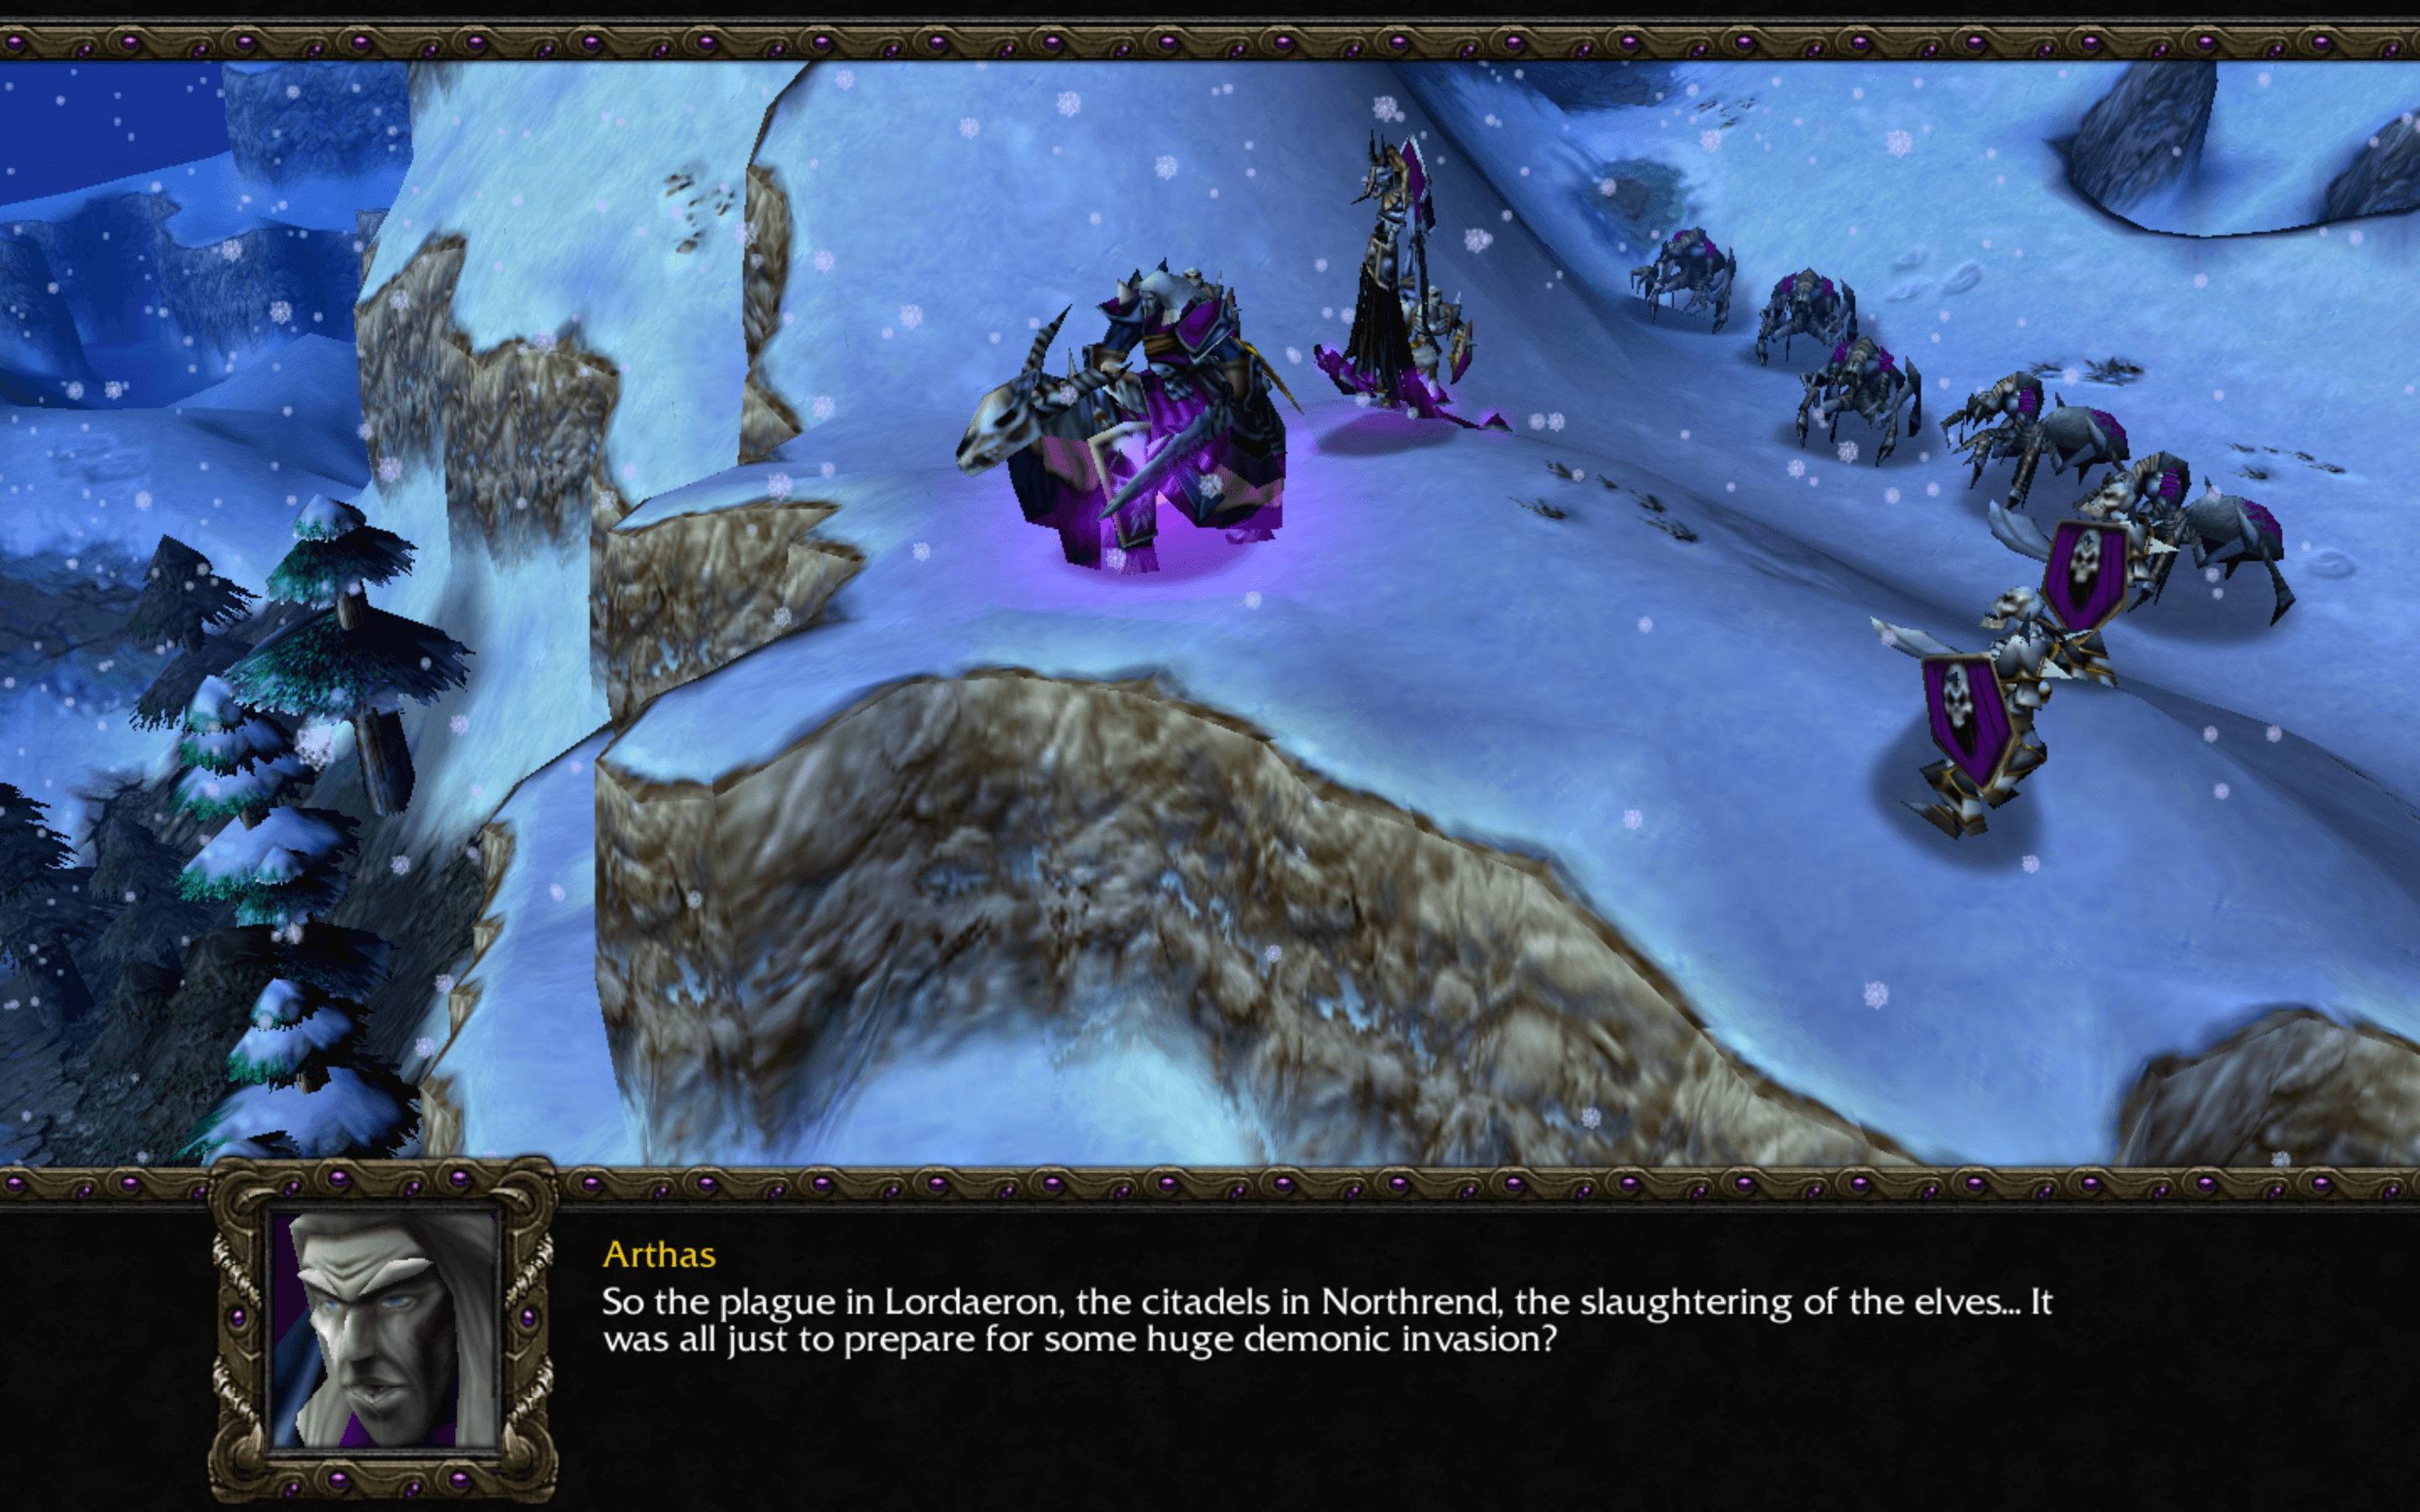 Arthas
So the plague in Lordaeron, the citadels in Northrend, the slaughtering of the elves... It
was all just to prepare for some huge demonic invasion?